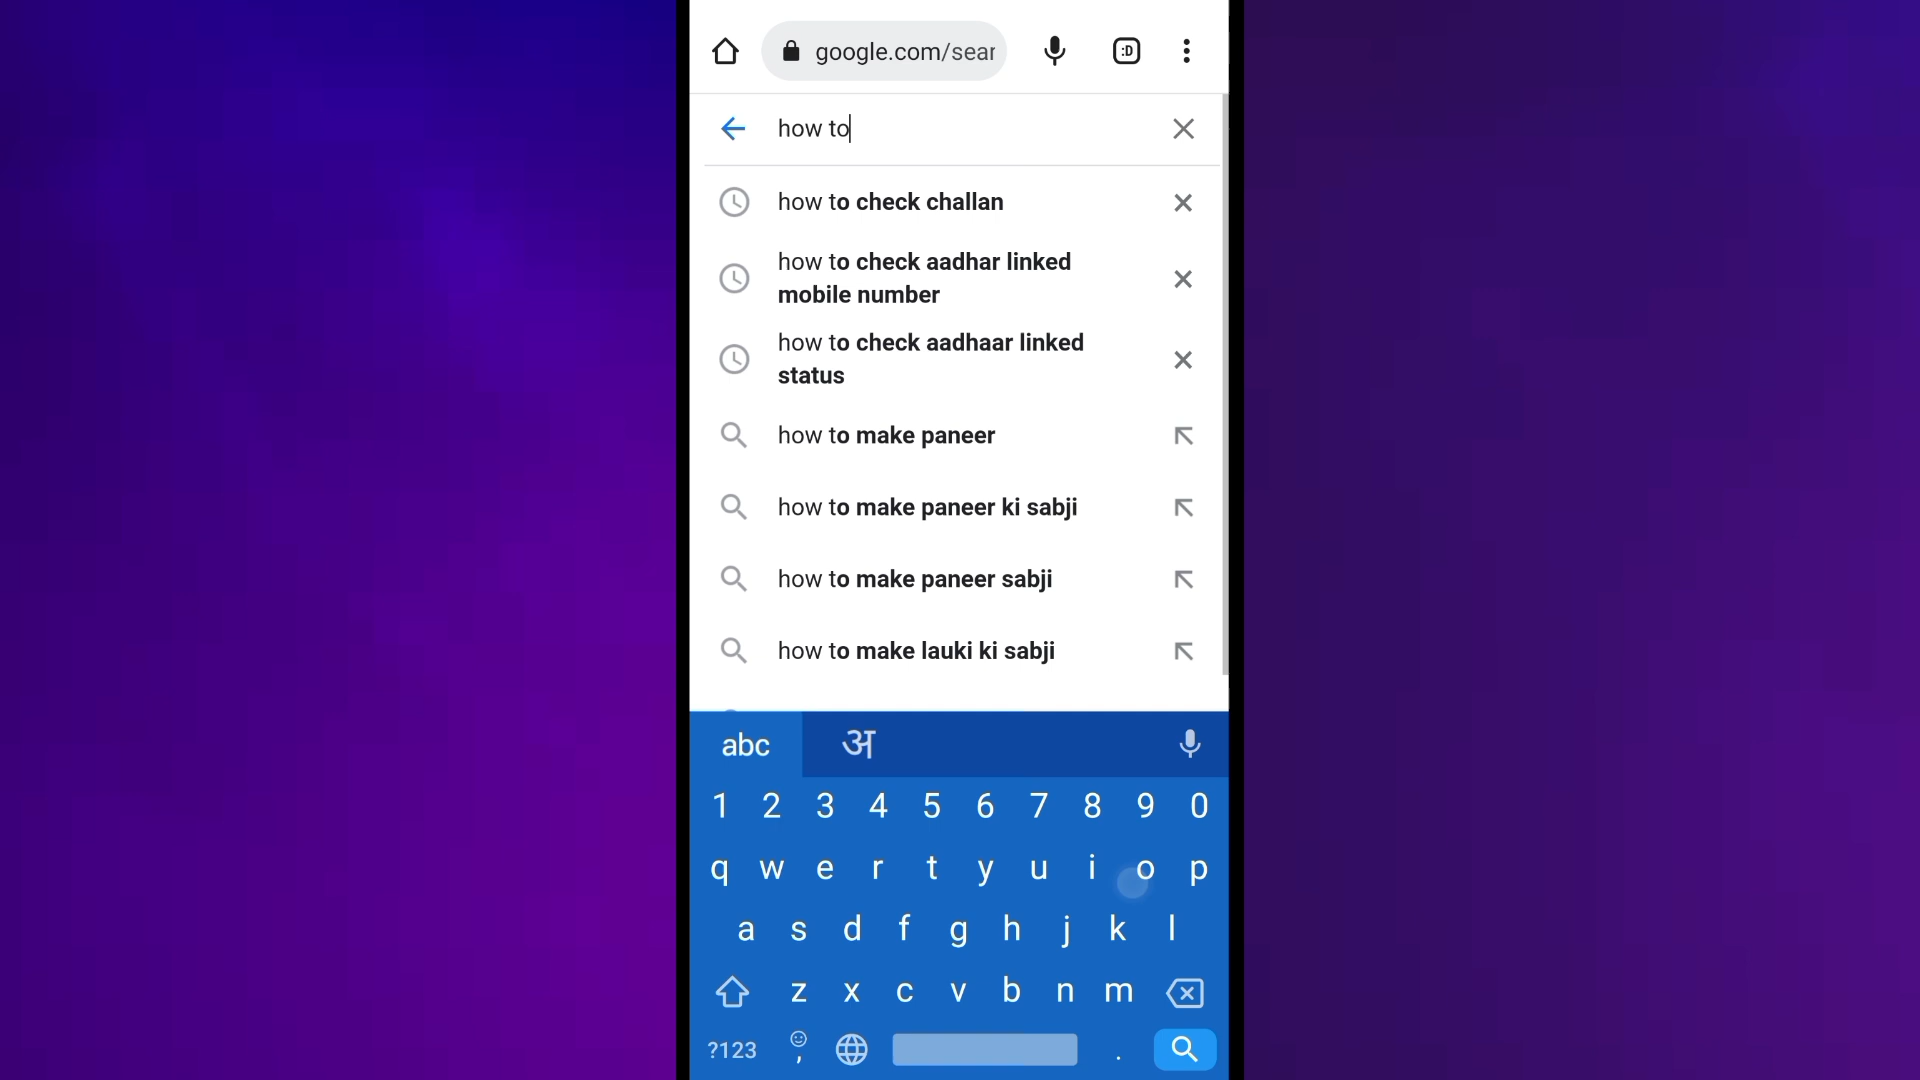 google.com/sear
:D
how to
how to check challan
how to check aadhar linked
mobile number
how to check aadhaar linked
status
how to make paneer
how to make paneer ki sabji
how to make paneer sabji
how to make lauki ki sabji
abc अ
1 2 3 4 5 6 7 8 9 0
q w e r t y u i o p
a s d f g h j k l
z x c v b n m
?123 , .